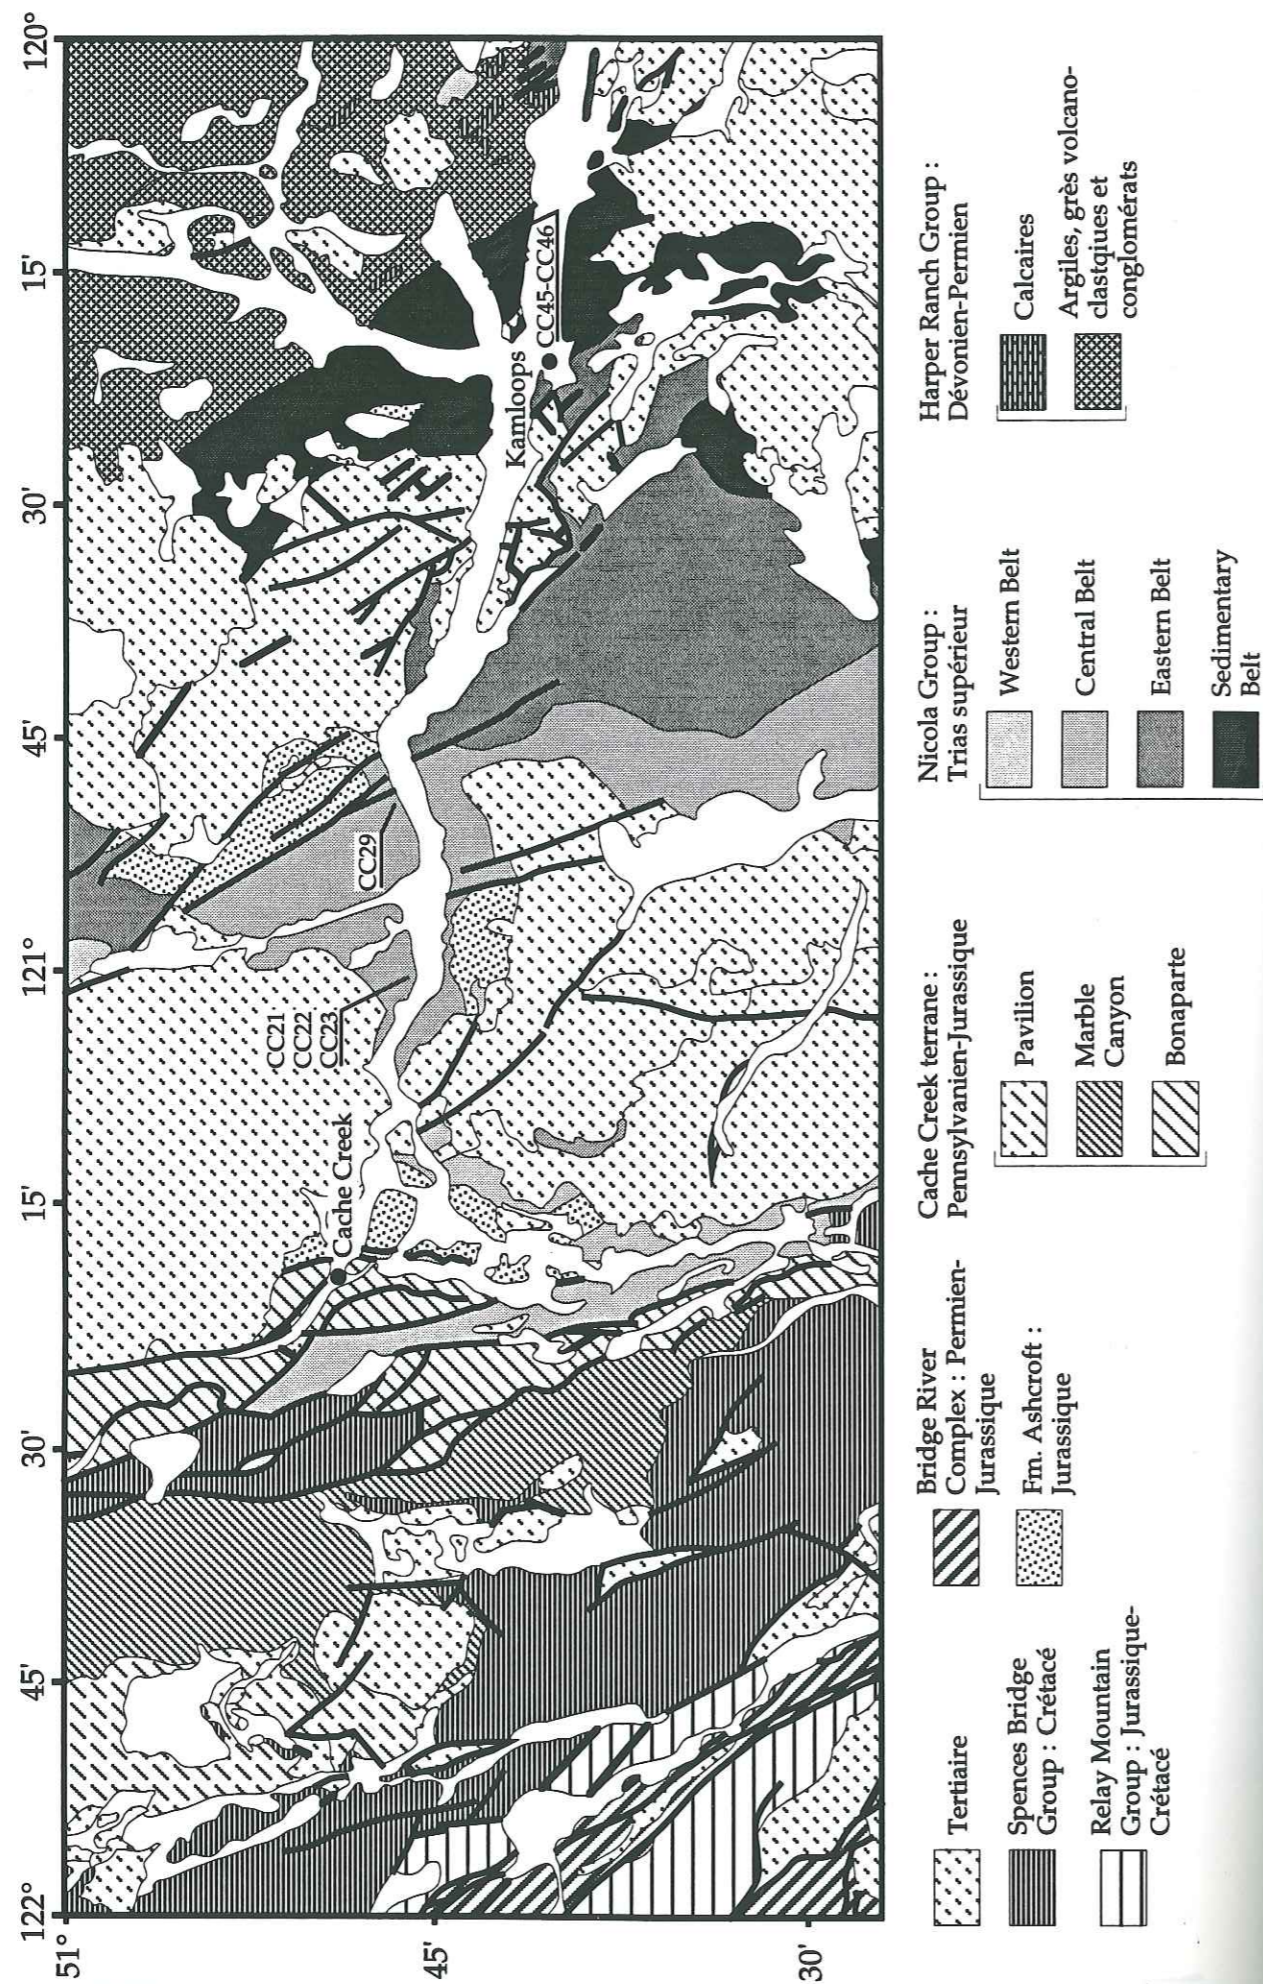 122°
45'
30'
15'
121°
45'
30'
15'
120°
51°
45'
30'
Cache Creek
CC21
CC22
CC23
CC29
Kamloops
CC45-CC46
Tertiaire
Spences Bridge
Group : Crétacé
Relay Mountain
Group : Jurassique-
Crétacé
Bridge River
Complex : Permien-
Jurassique
Fm. Ashcroft :
Jurassique
Cache Creek terrane :
Pennsylvanien-Jurassique
Pavilion
Marble
Canyon
Bonaparte
Nicola Group :
Trias supérieur
Western Belt
Central Belt
Eastern Belt
Sedimentary
Belt
Harper Ranch Group :
Dévonien-Permien
Calcaires
Argiles, grès volcano-
clastiques et
conglomérats